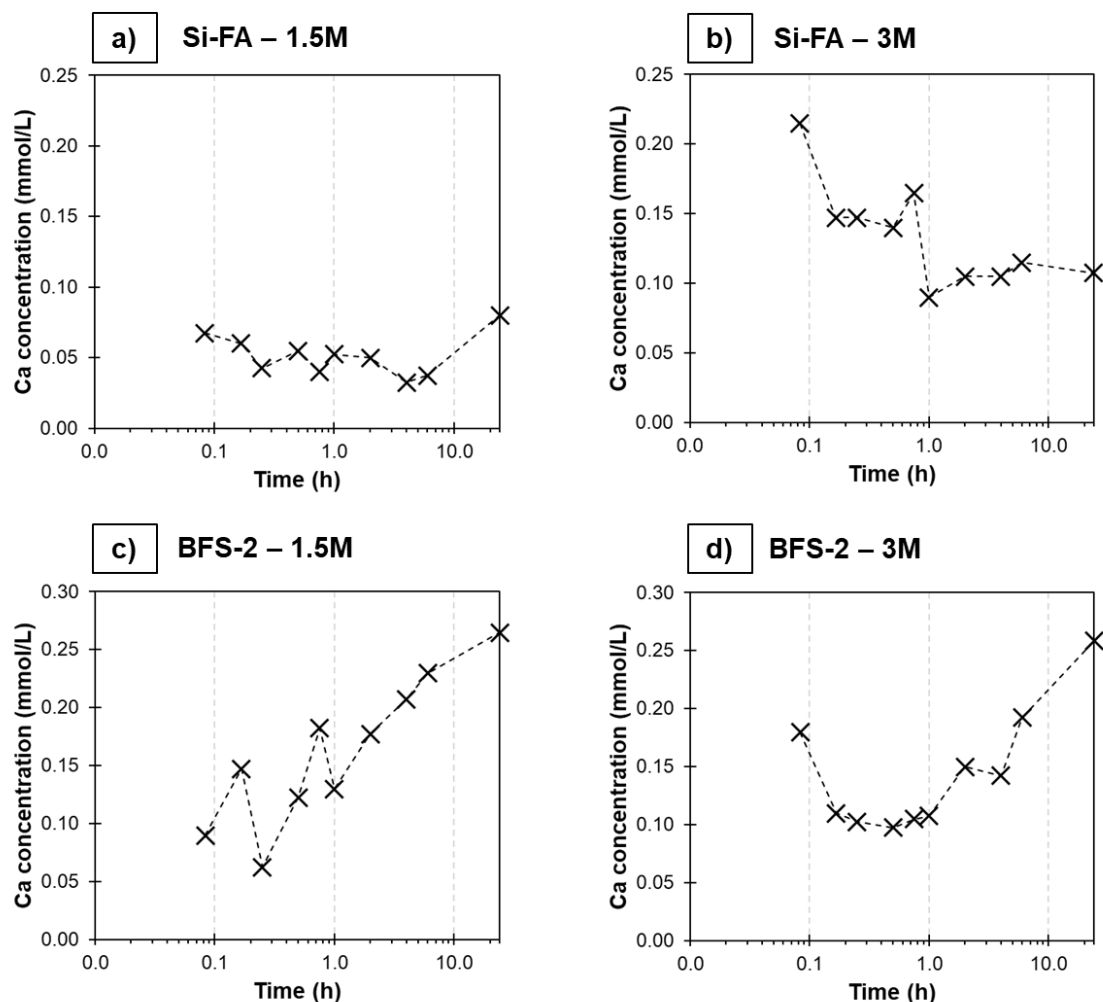 a) Si-FA – 1.5M
Ca concentration (mmol/L)
0.25
0.20
0.15
0.10
0.05
0.00
0.0 0.1 1.0 10.0
Time (h)
b) Si-FA – 3M
Ca concentration (mmol/L)
0.25
0.20
0.15
0.10
0.05
0.00
0.0 0.1 1.0 10.0
Time (h)
c) BFS-2 – 1.5M
Ca concentration (mmol/L)
0.30
0.25
0.20
0.15
0.10
0.05
0.00
0.0 0.1 1.0 10.0
Time (h)
d) BFS-2 – 3M
Ca concentration (mmol/L)
0.30
0.25
0.20
0.15
0.10
0.05
0.00
0.0 0.1 1.0 10.0
Time (h)